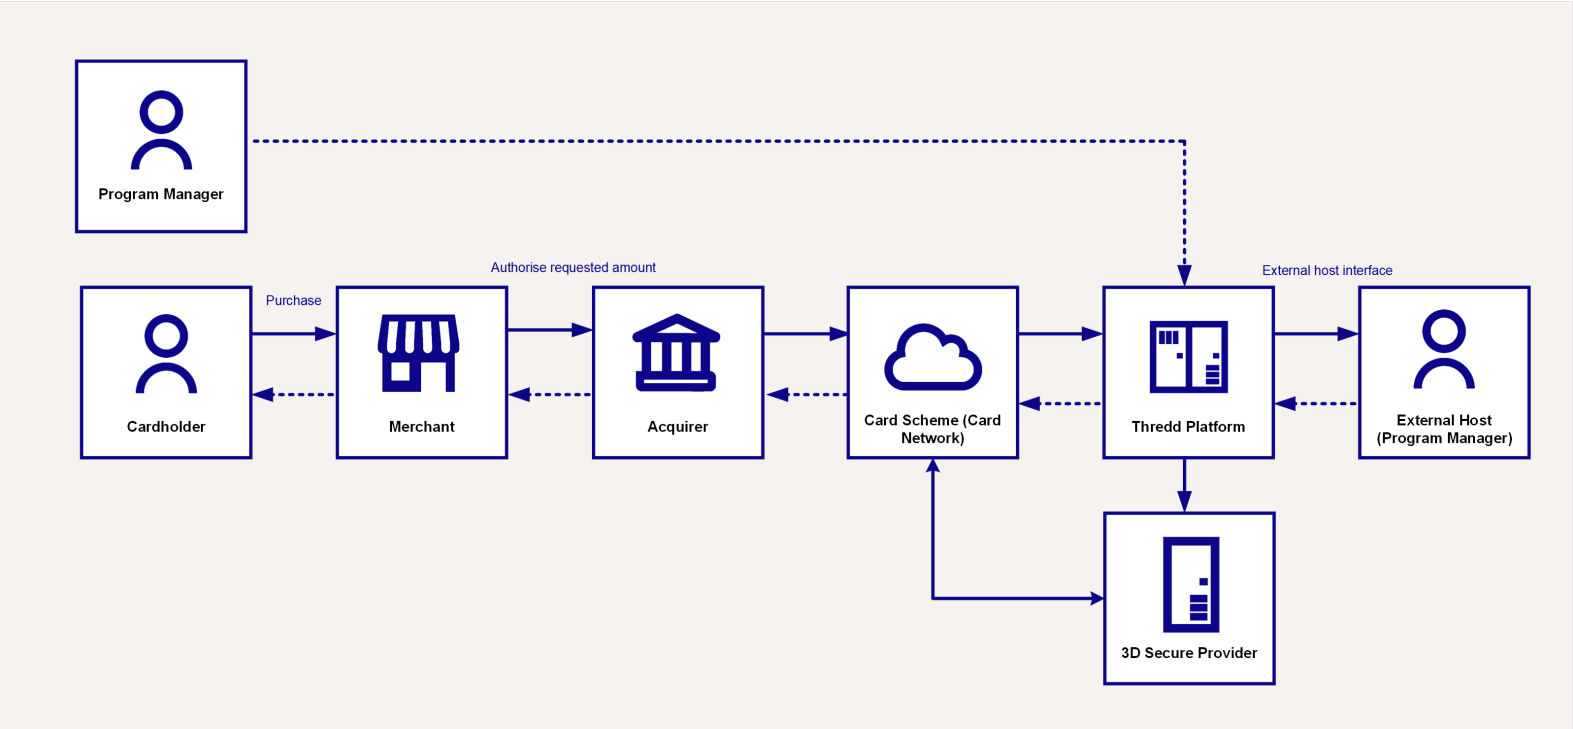 Program Manager
Authorise requested amount
External host interface
Purchase
Cardholder
Merchant
Acquirer
Card Scheme (Card
Network)
Thredd Platform
External Host
(Program Manager)
3D Secure Provider